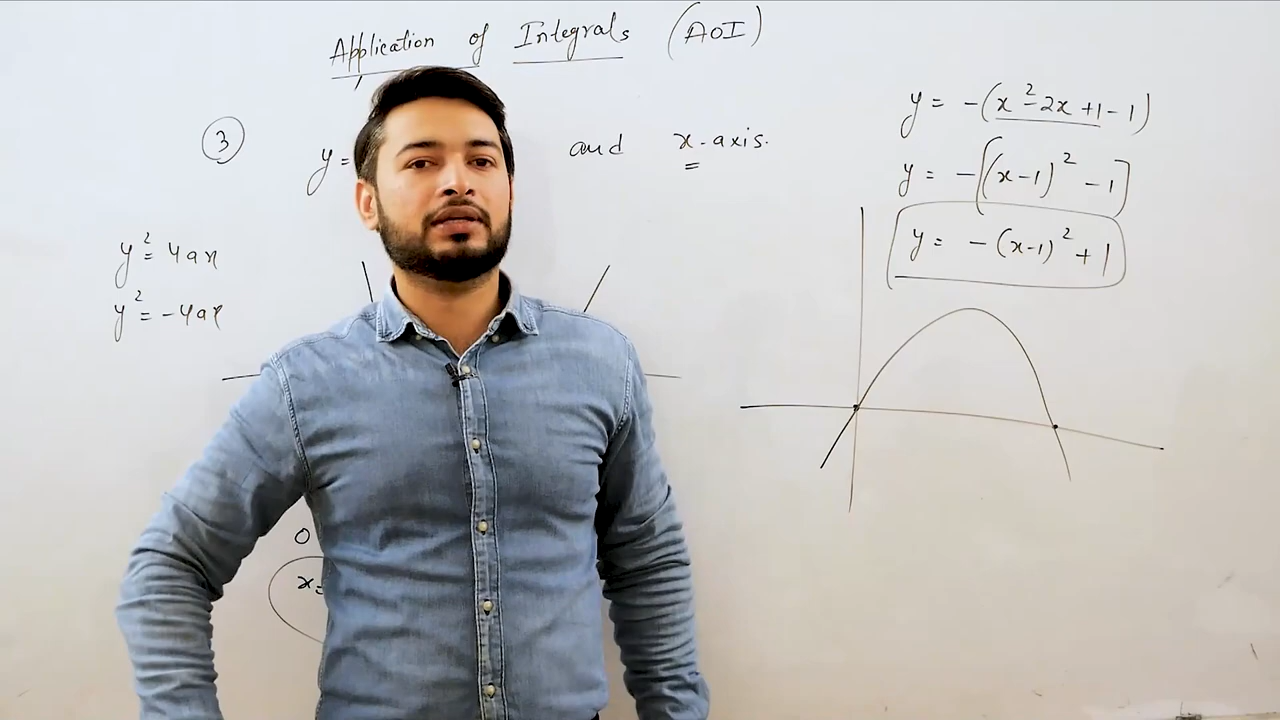 Application of Integrals (AOI)
③ y= and x-axis.
y² = 4ax
y² = -4ax
0
x=
y = -(x²-2x+1-1)
y = -[(x-1)² -1]
y = -(x-1)² + 1